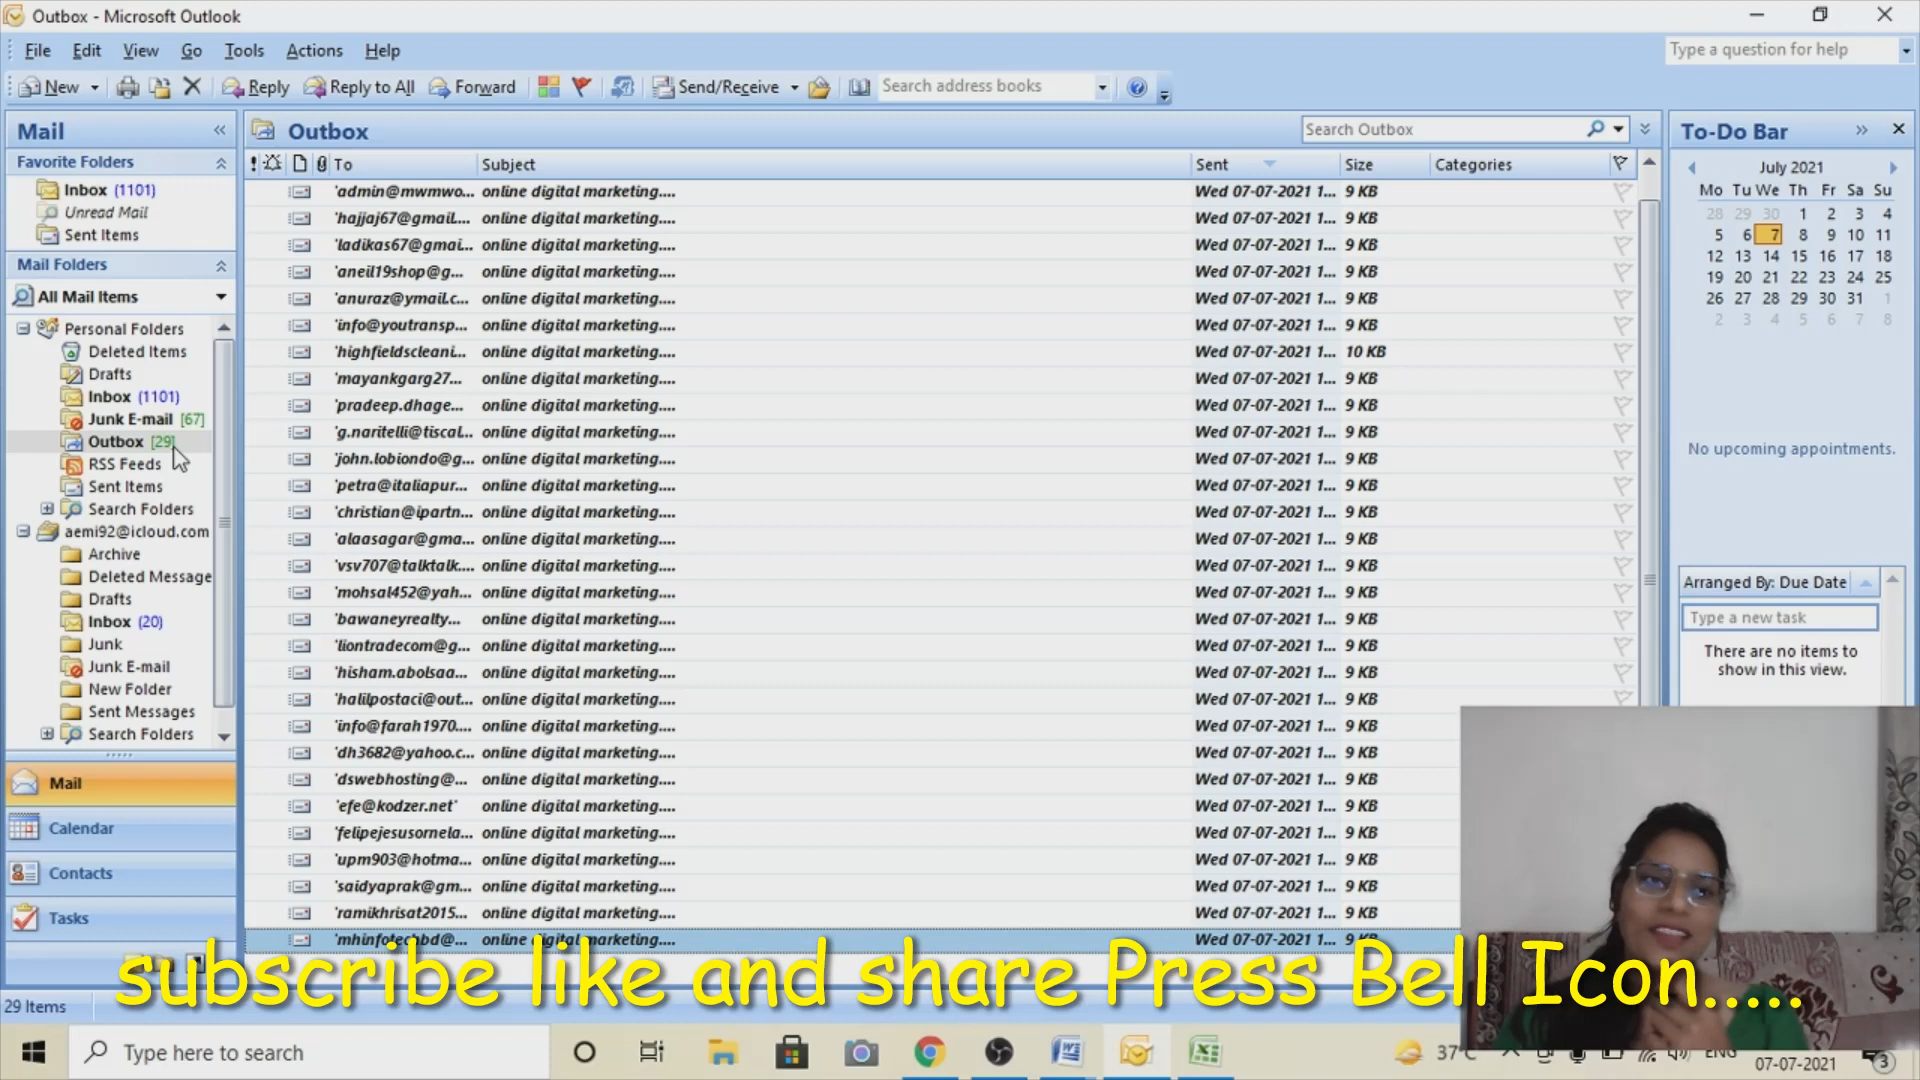 Outbox - Microsoft Outlook
File Edit View Go Tools Actions Help
Type a question for help
New Reply Reply to All Forward Send/Receive Search address books
Mail
Favorite Folders
Inbox (1101)
Unread Mail
Sent Items
Mail Folders
All Mail Items
Personal Folders
Deleted Items
Drafts
Inbox (1101)
Junk E-mail [67]
Outbox [29]
RSS Feeds
Sent Items
Search Folders
aemi92@icloud.com
Archive
Deleted Message
Drafts
Inbox (20)
Junk
Junk E-mail
New Folder
Sent Messages
Search Folders
Mail
Calendar
Contacts
Tasks
Outbox
Search Outbox
To Subject Sent Size Categories
'admin@mwmwo... online digital marketing.... Wed 07-07-2021 1... 9 KB
'hajjaj67@gmail.... online digital marketing.... Wed 07-07-2021 1... 9 KB
'ladikas67@gmai... online digital marketing.... Wed 07-07-2021 1... 9 KB
'aneil19shop@g... online digital marketing.... Wed 07-07-2021 1... 9 KB
'anuraz@ymail.c... online digital marketing.... Wed 07-07-2021 1... 9 KB
'info@youtransp... online digital marketing.... Wed 07-07-2021 1... 9 KB
'highfieldscleani... online digital marketing.... Wed 07-07-2021 1... 10 KB
'mayankgarg27... online digital marketing.... Wed 07-07-2021 1... 9 KB
'pradeep.dhage... online digital marketing.... Wed 07-07-2021 1... 9 KB
'g.naritelli@tiscal... online digital marketing.... Wed 07-07-2021 1... 9 KB
'john.lobiondo@g... online digital marketing.... Wed 07-07-2021 1... 9 KB
'petra@italiapur... online digital marketing.... Wed 07-07-2021 1... 9 KB
'christian@ipartn... online digital marketing.... Wed 07-07-2021 1... 9 KB
'alaasagar@gma... online digital marketing.... Wed 07-07-2021 1... 9 KB
'vsv707@talktalk.... online digital marketing.... Wed 07-07-2021 1... 9 KB
'mohsal452@yah... online digital marketing.... Wed 07-07-2021 1... 9 KB
'bawaneyrealty... online digital marketing.... Wed 07-07-2021 1... 9 KB
'liontradecom@g... online digital marketing.... Wed 07-07-2021 1... 9 KB
'hisham.abolsaa... online digital marketing.... Wed 07-07-2021 1... 9 KB
'halilpostaci@out... online digital marketing.... Wed 07-07-2021 1... 9 KB
'info@farah1970.... online digital marketing.... Wed 07-07-2021 1... 9 KB
'dh3682@yahoo.c... online digital marketing.... Wed 07-07-2021 1... 9 KB
'dswebhosting@... online digital marketing.... Wed 07-07-2021 1... 9 KB
'efe@kodzer.net' online digital marketing.... Wed 07-07-2021 1... 9 KB
'felipejesusornela... online digital marketing.... Wed 07-07-2021 1... 9 KB
'upm903@hotma... online digital marketing.... Wed 07-07-2021 1... 9 KB
'saidyaprak@gm... online digital marketing.... Wed 07-07-2021 1... 9 KB
'ramikhrisat2015... online digital marketing.... Wed 07-07-2021 1... 9 KB
'mhinfotechbd@... online digital marketing.... Wed 07-07-2021 1... 9 KB
To-Do Bar
July 2021
Mo Tu We Th Fr Sa Su
28 29 30 1 2 3 4
5 6 7 8 9 10 11
12 13 14 15 16 17 18
19 20 21 22 23 24 25
26 27 28 29 30 31 1
2 3 4 5 6 7 8
No upcoming appointments.
Arranged By: Due Date
Type a new task
There are no items to
show in this view.
subscribe like and share Press Bell Icon.....
29 Items
Type here to search
37°C
ENG
07-07-2021
3